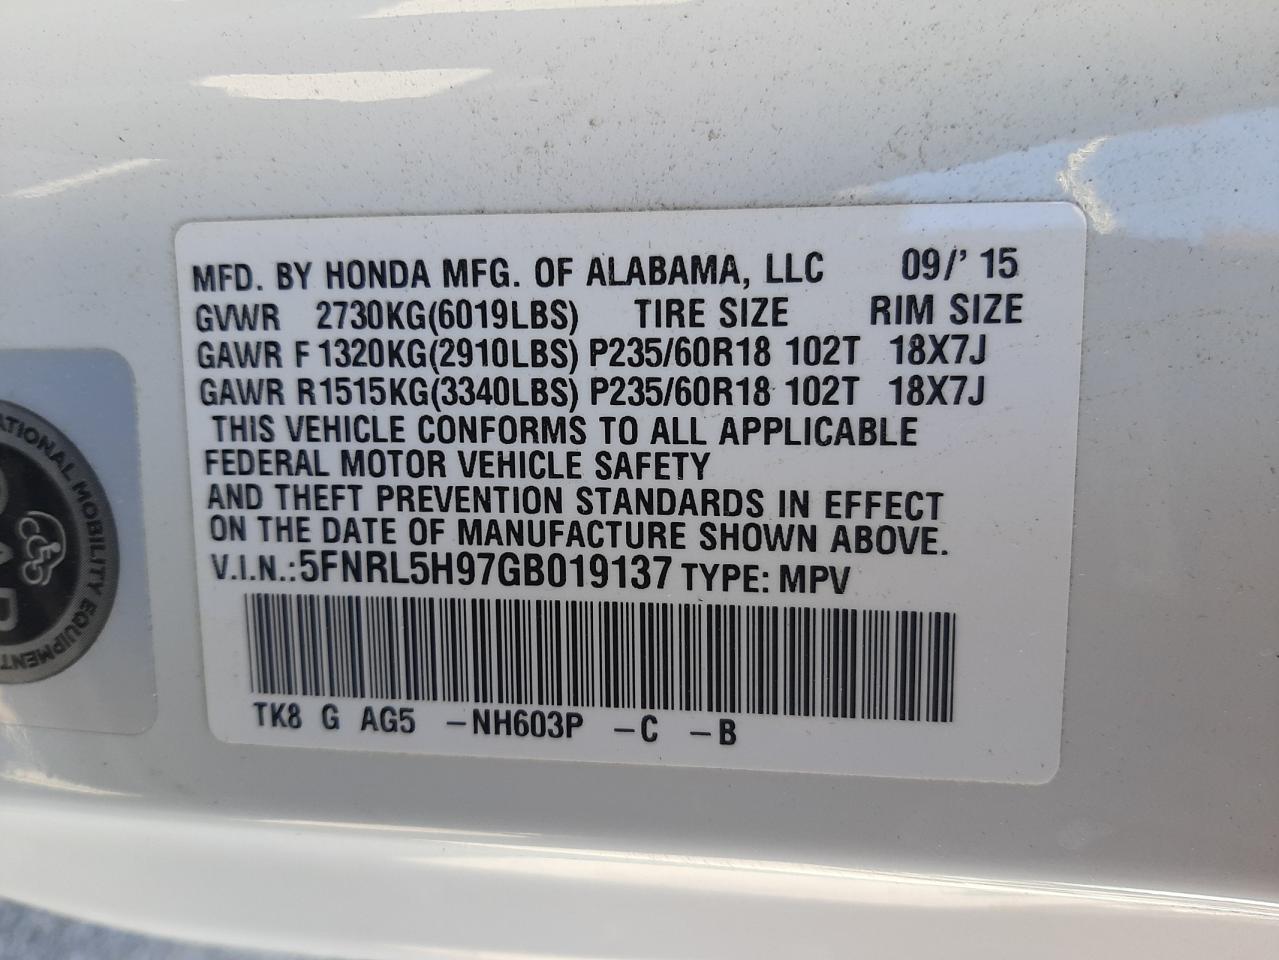 MFD. BY HONDA MFG. OF ALABAMA, LLC 09/' 15
GVWR 2730KG(6019LBS) TIRE SIZE RIM SIZE
GAWR F 1320KG(2910LBS) P235/60R18 102T 18X7J
GAWR R1515KG(3340LBS) P235/60R18 102T 18X7J
THIS VEHICLE CONFORMS TO ALL APPLICABLE
FEDERAL MOTOR VEHICLE SAFETY
AND THEFT PREVENTION STANDARDS IN EFFECT
ON THE DATE OF MANUFACTURE SHOWN ABOVE.
V.I.N.:5FNRL5H97GB019137 TYPE: MPV
TK8 G AG5 -NH603P -C -B
MOBILITY EQUIPMENT